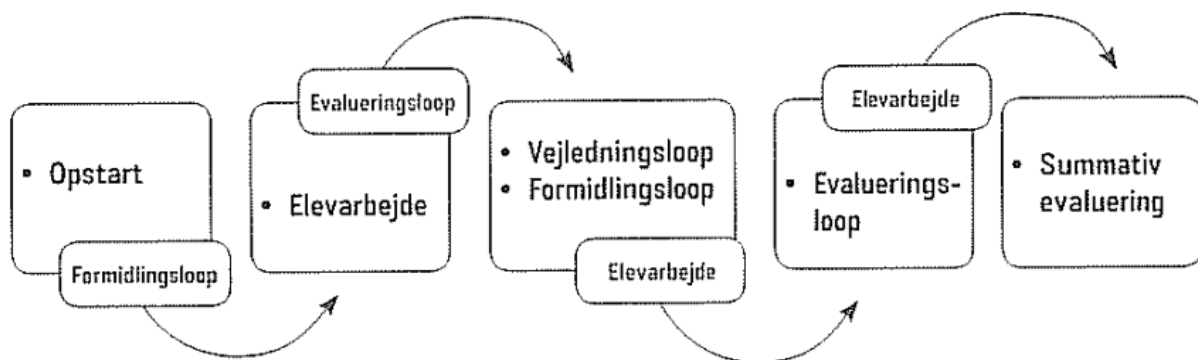 • Opstart
Formidlingsloop
Evalueringsloop
• Elevarbejde
• Vejledningsloop
• Formidlingsloop
Elevarbejde
Elevarbejde
• Evaluerings-
loop
• Summativ
evaluering